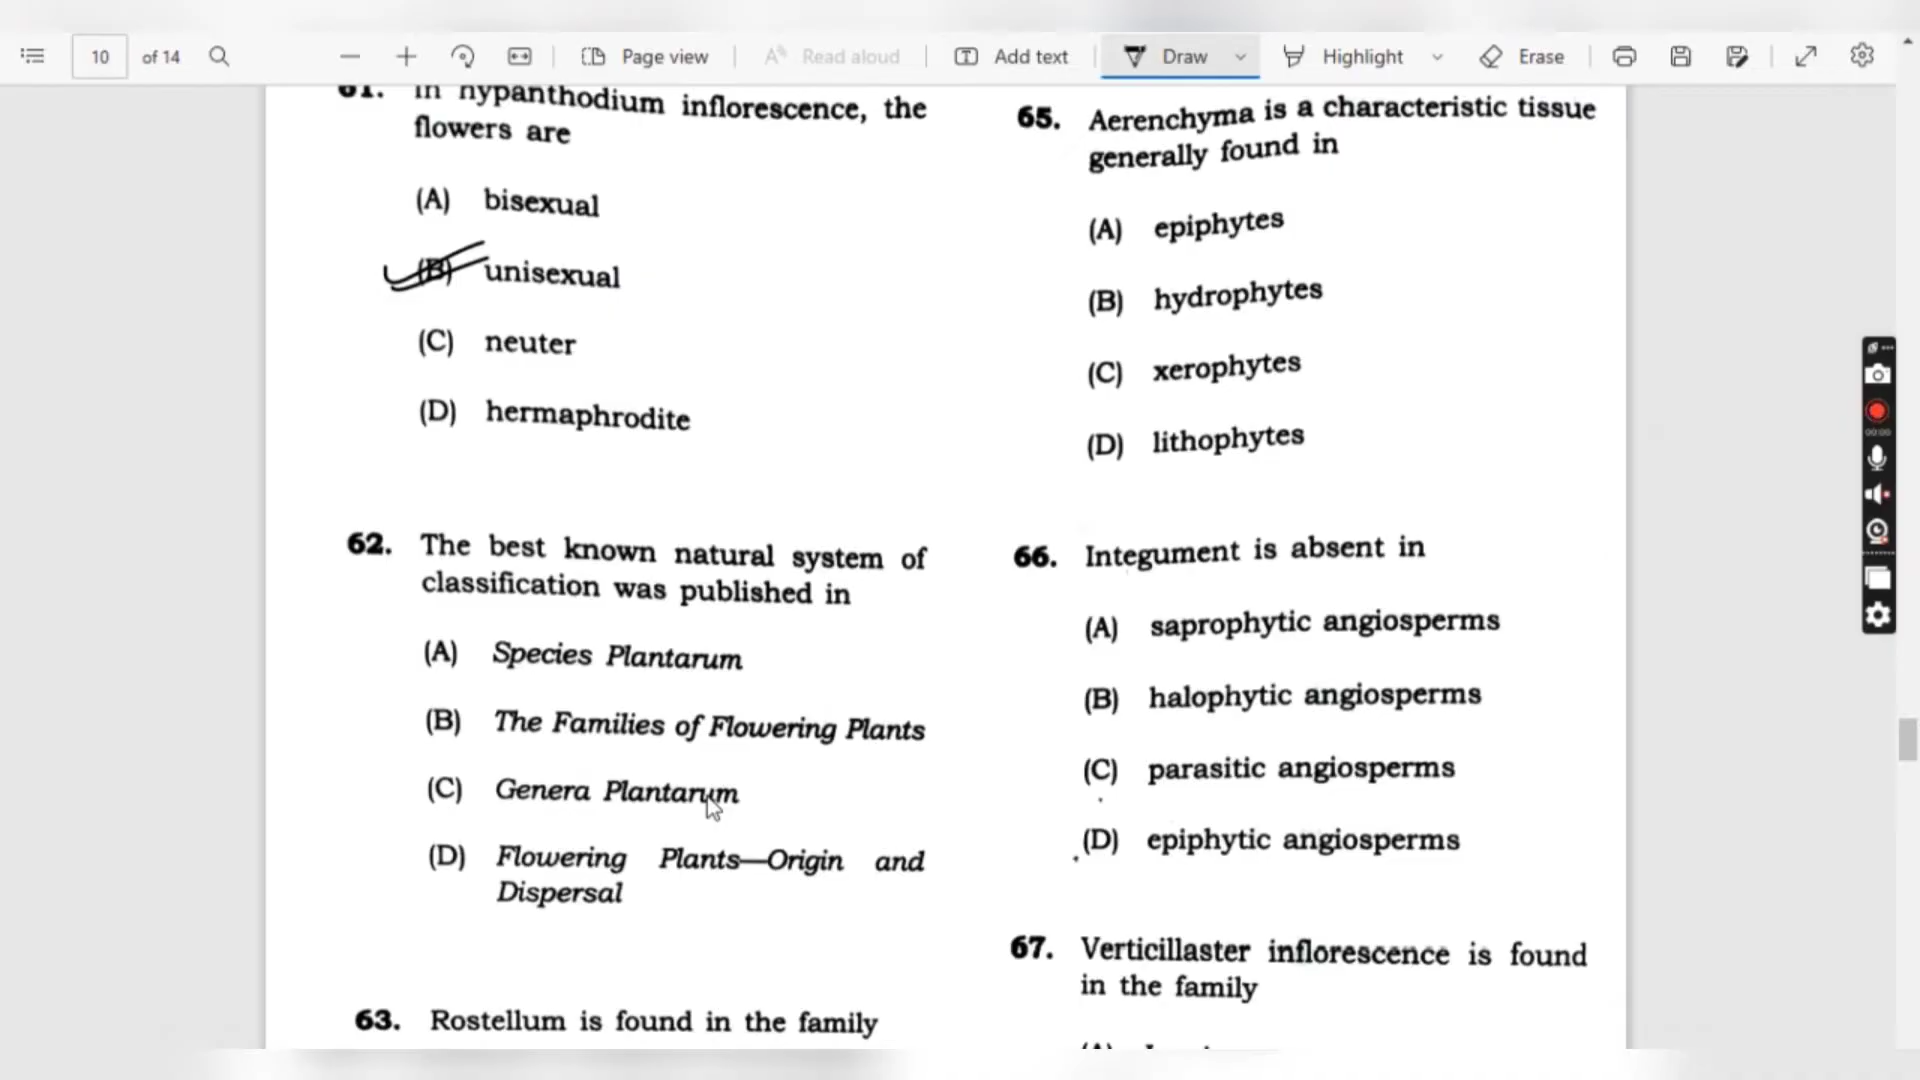 10 of 14 Page view Read aloud Add text Draw Highlight Erase
61. In hypanthodium inflorescence, the
flowers are
(A) bisexual
(B) unisexual
(C) neuter
(D) hermaphrodite
62. The best known natural system of
classification was published in
(A) Species Plantarum
(B) The Families of Flowering Plants
(C) Genera Plantarum
(D) Flowering Plants—Origin and
Dispersal
63. Rostellum is found in the family
65. Aerenchyma is a characteristic tissue
generally found in
(A) epiphytes
(B) hydrophytes
(C) xerophytes
(D) lithophytes
66. Integument is absent in
(A) saprophytic angiosperms
(B) halophytic angiosperms
(C) parasitic angiosperms
(D) epiphytic angiosperms
67. Verticillaster inflorescence is found
in the family
00:00